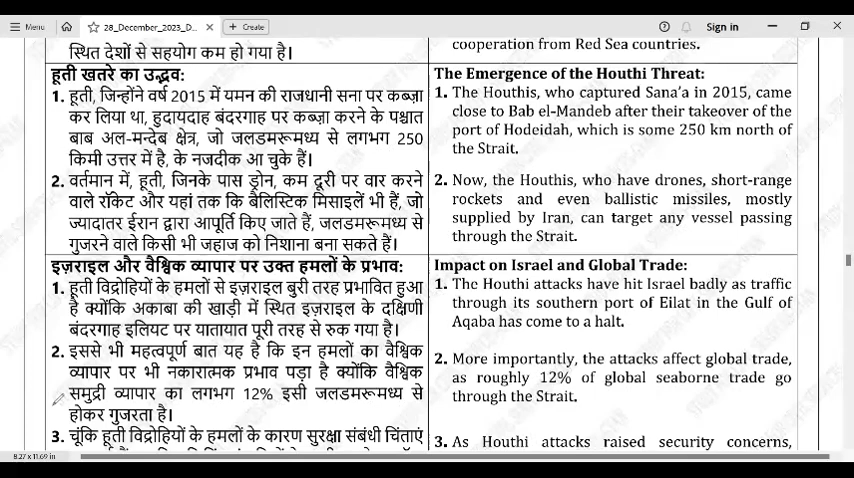 Menu
28_December_2023_D...
+ Create
Sign in
स्थित देशों से सहयोग कम हो गया है।
हूती खतरे का उद्भव:
1. हूती, जिन्होंने वर्ष 2015 में यमन की राजधानी सना पर कब्ज़ा
कर लिया था, हुदायदाह बंदरगाह पर कब्ज़ा करने के पश्चात
बाब अल-मन्देब क्षेत्र, जो जलडमरूमध्य से लगभग 250
किमी उत्तर में है, के नजदीक आ चुके हैं।
2. वर्तमान में, हूती, जिनके पास ड्रोन, कम दूरी पर वार करने
वाले रॉकेट और यहां तक कि बैलिस्टिक मिसाइलें भी हैं, जो
ज्यादातर ईरान द्वारा आपूर्ति किए जाते हैं, जलडमरूमध्य से
गुजरने वाले किसी भी जहाज को निशाना बना सकते हैं।
इज़राइल और वैश्विक व्यापार पर उक्त हमलों के प्रभाव:
1. हूती विद्रोहियों के हमलों से इज़राइल बुरी तरह प्रभावित हुआ
है क्योंकि अकाबा की खाड़ी में स्थित इज़राइल के दक्षिणी
बंदरगाह इलियट पर यातायात पूरी तरह से रुक गया है।
2. इससे भी महत्वपूर्ण बात यह है कि इन हमलों का वैश्विक
व्यापार पर भी नकारात्मक प्रभाव पड़ा है क्योंकि वैश्विक
समुद्री व्यापार का लगभग 12% इसी जलडमरूमध्य से
होकर गुजरता है।
3. चूंकि हूती विद्रोहियों के हमलों के कारण सुरक्षा संबंधी चिंताएं
cooperation from Red Sea countries.
The Emergence of the Houthi Threat:
1. The Houthis, who captured Sana’a in 2015, came
close to Bab el-Mandeb after their takeover of the
port of Hodeidah, which is some 250 km north of
the Strait.
2. Now, the Houthis, who have drones, short-range
rockets and even ballistic missiles, mostly
supplied by Iran, can target any vessel passing
through the Strait.
Impact on Israel and Global Trade:
1. The Houthi attacks have hit Israel badly as traffic
through its southern port of Eilat in the Gulf of
Aqaba has come to a halt.
2. More importantly, the attacks affect global trade,
as roughly 12% of global seaborne trade go
through the Strait.
3. As Houthi attacks raised security concerns,
8.27 x 11.69 in